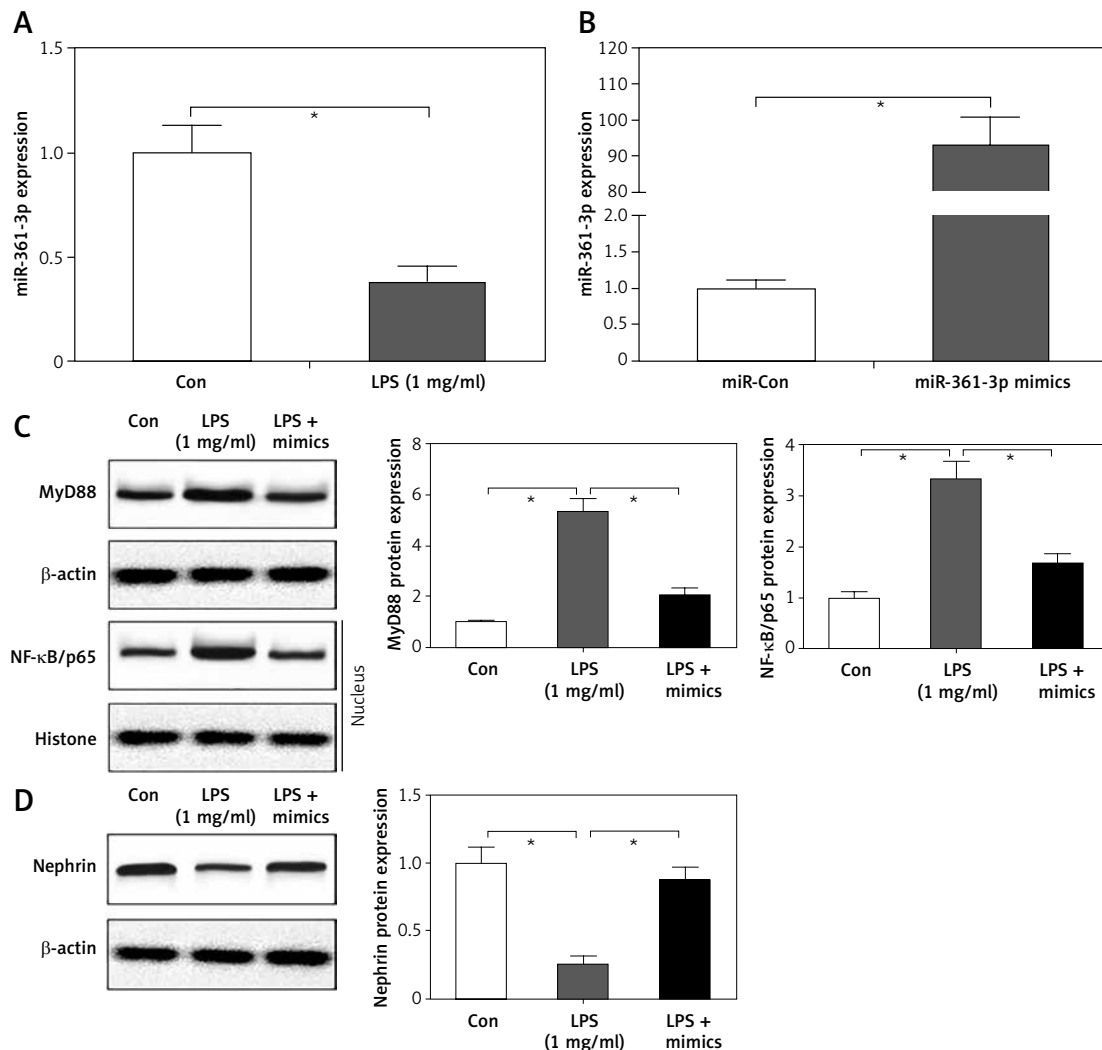 A
miR-361-3p expression
1.5
1.0
0.5
0
*
Con
LPS (1 mg/ml)
B
miR-361-3p expression
120
110
100
90
80
2.0
1.5
1.0
0.5
0
*
miR-Con
miR-361-3p mimics
C
Con
LPS
(1 mg/ml)
LPS +
mimics
MyD88
β-actin
NF-κB/p65
Histone
Nucleus
MyD88 protein expression
8
6
4
2
0
*
*
Con
LPS
(1 mg/ml)
LPS +
mimics
NF-κB/p65 protein expression
4
3
2
1
0
*
*
Con
LPS
(1 mg/ml)
LPS +
mimics
D
Con
LPS
(1 mg/ml)
LPS +
mimics
Nephrin
β-actin
Nephrin protein expression
1.5
1.0
0.5
0
*
*
Con
LPS
(1 mg/ml)
LPS +
mimics